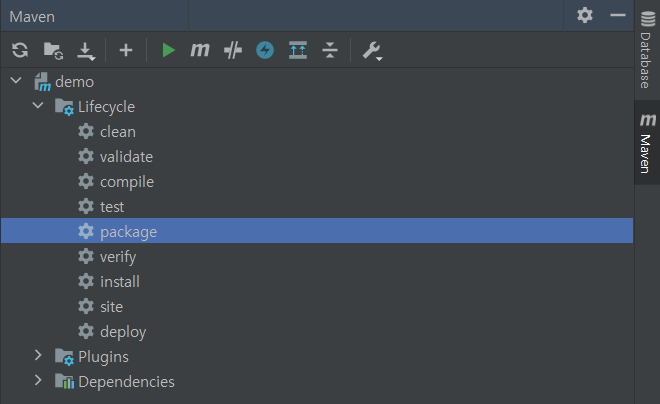 Maven
demo
Lifecycle
clean
validate
compile
test
package
verify
install
site
deploy
Plugins
Dependencies
Database
m
Maven